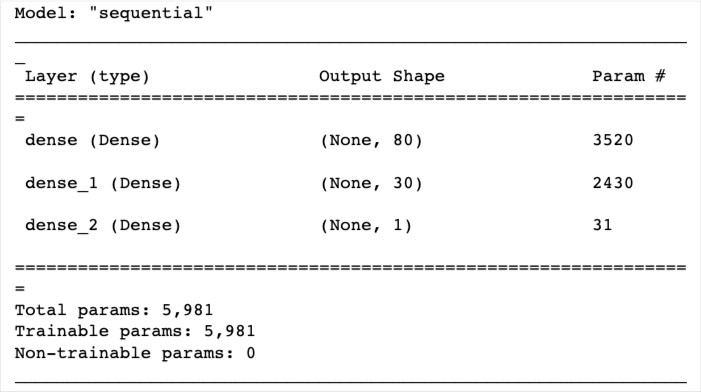 Model: "sequential"
_________________________________________________________________
_
Layer (type) Output Shape Param #
=================================================================
=
dense (Dense) (None, 80) 3520
dense_1 (Dense) (None, 30) 2430
dense_2 (Dense) (None, 1) 31
=================================================================
=
Total params: 5,981
Trainable params: 5,981
Non-trainable params: 0
_________________________________________________________________